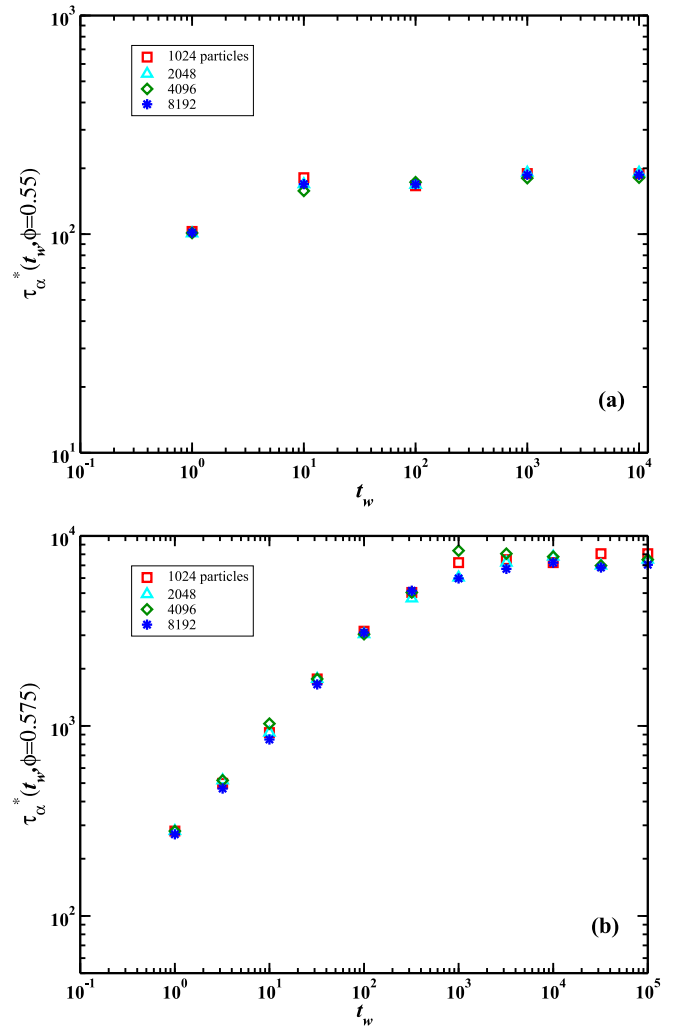 10³
1024 particles
2048
4096
8192
10²
τα*(tw,ϕ=0.55)
(a)
10¹
10⁻¹ 10⁰ 10¹ 10² 10³ 10⁴
tw
10⁴
1024 particles
2048
4096
8192
10³
τα*(tw,ϕ=0.575)
10²
(b)
10⁻¹ 10⁰ 10¹ 10² 10³ 10⁴ 10⁵
tw